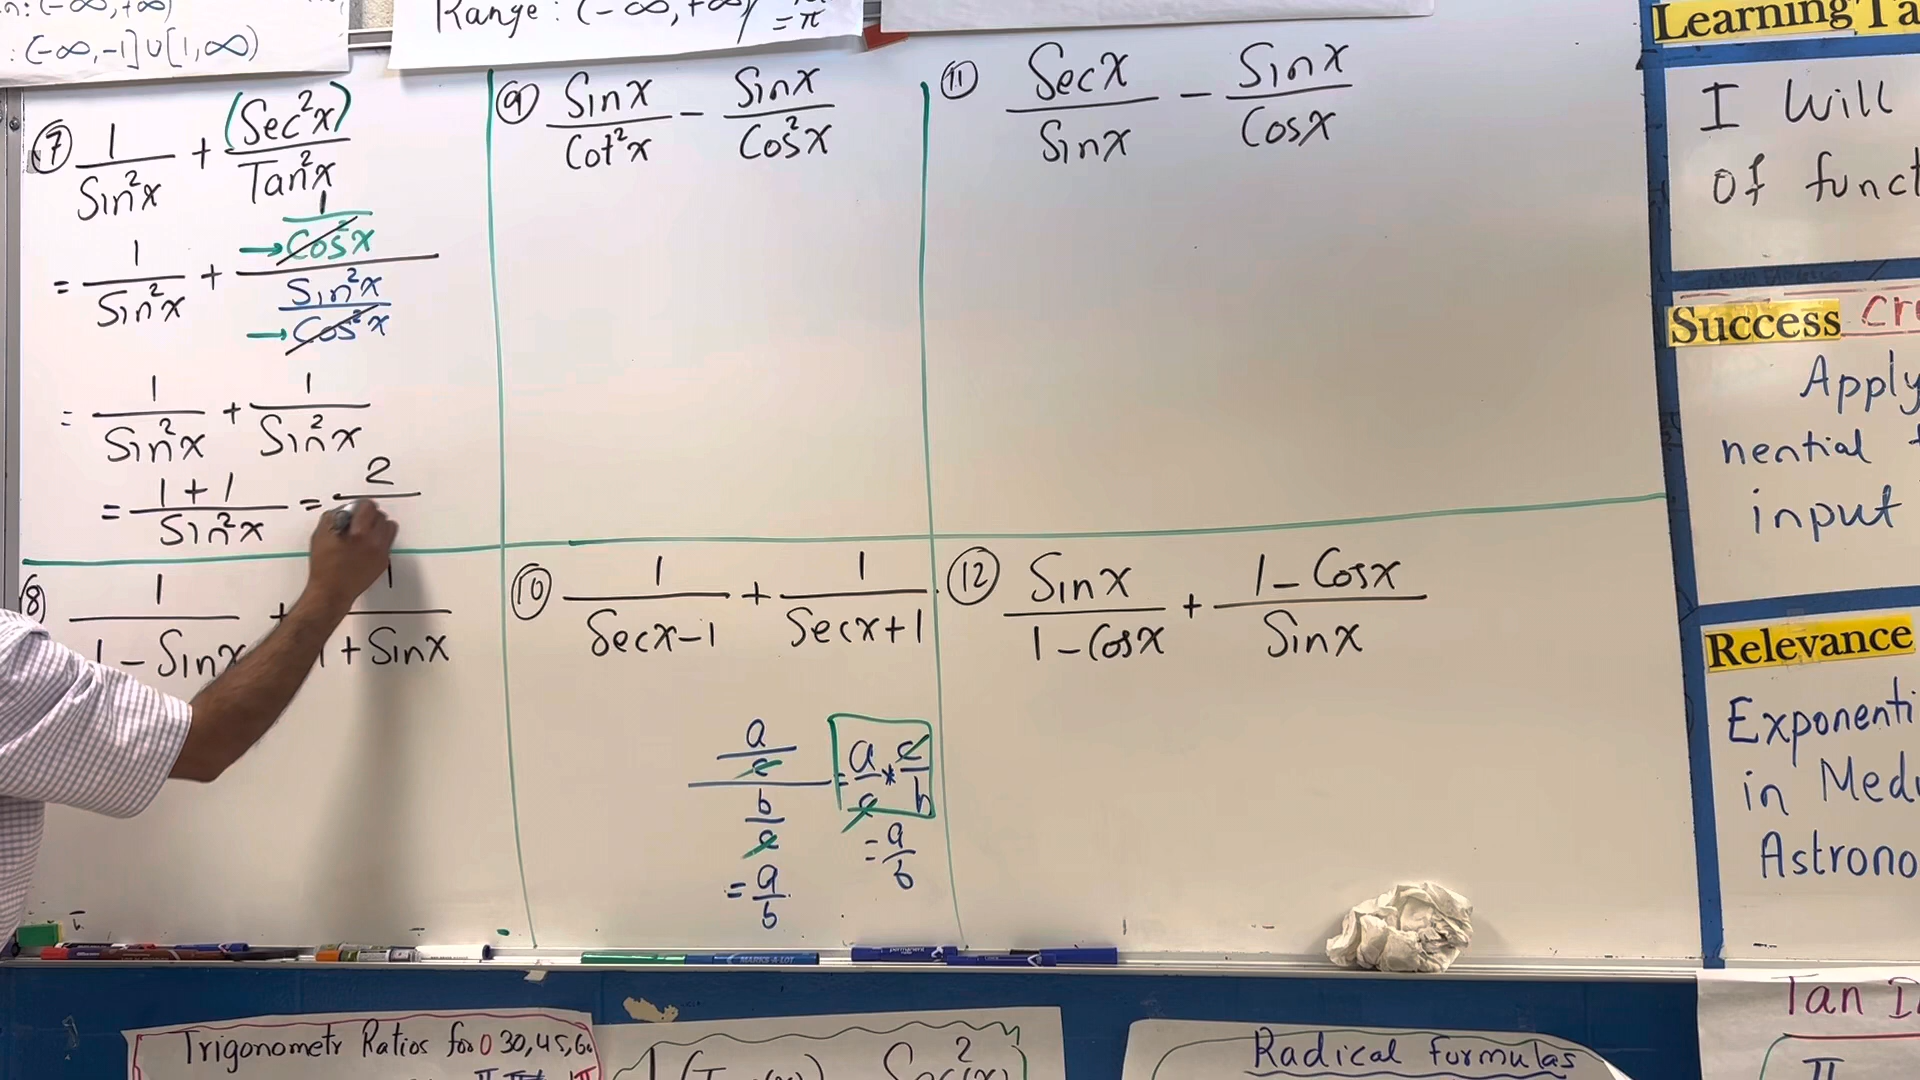 : (-∞, +∞)
: (-∞, -1] ∪ [1, ∞)
Range : (-∞, +∞)
= π
⑦ 1/Sin²x + (Sec²x)/Tan²x
= 1/Sin²x + (1/Cos²x)/(Sin²x/Cos²x)
= 1/Sin²x + 1/Sin²x
= (1+1)/Sin²x = 2
⑧ 1/(1 - Sinx) + 1/(1 + Sinx)
⑨ Sinx/Cot²x - Sinx/Cos²x
⑩ 1/(Secx-1) + 1/(Secx+1)
(a/c)/(b/c) = a/c * c/b
= a/b
= a/b
⑪ Secx/Sinx - Sinx/Cosx
⑫ Sinx/(1-Cosx) + (1-Cosx)/Sinx
Learning Ta
I Will
of funct
Success Cr
Apply
nential
input
Relevance
Exponenti
in Medi
Astrono
MARKS-A-LOT
Trigonometr Ratios for 0 30, 45, 60
Radical formulas
Tan
π